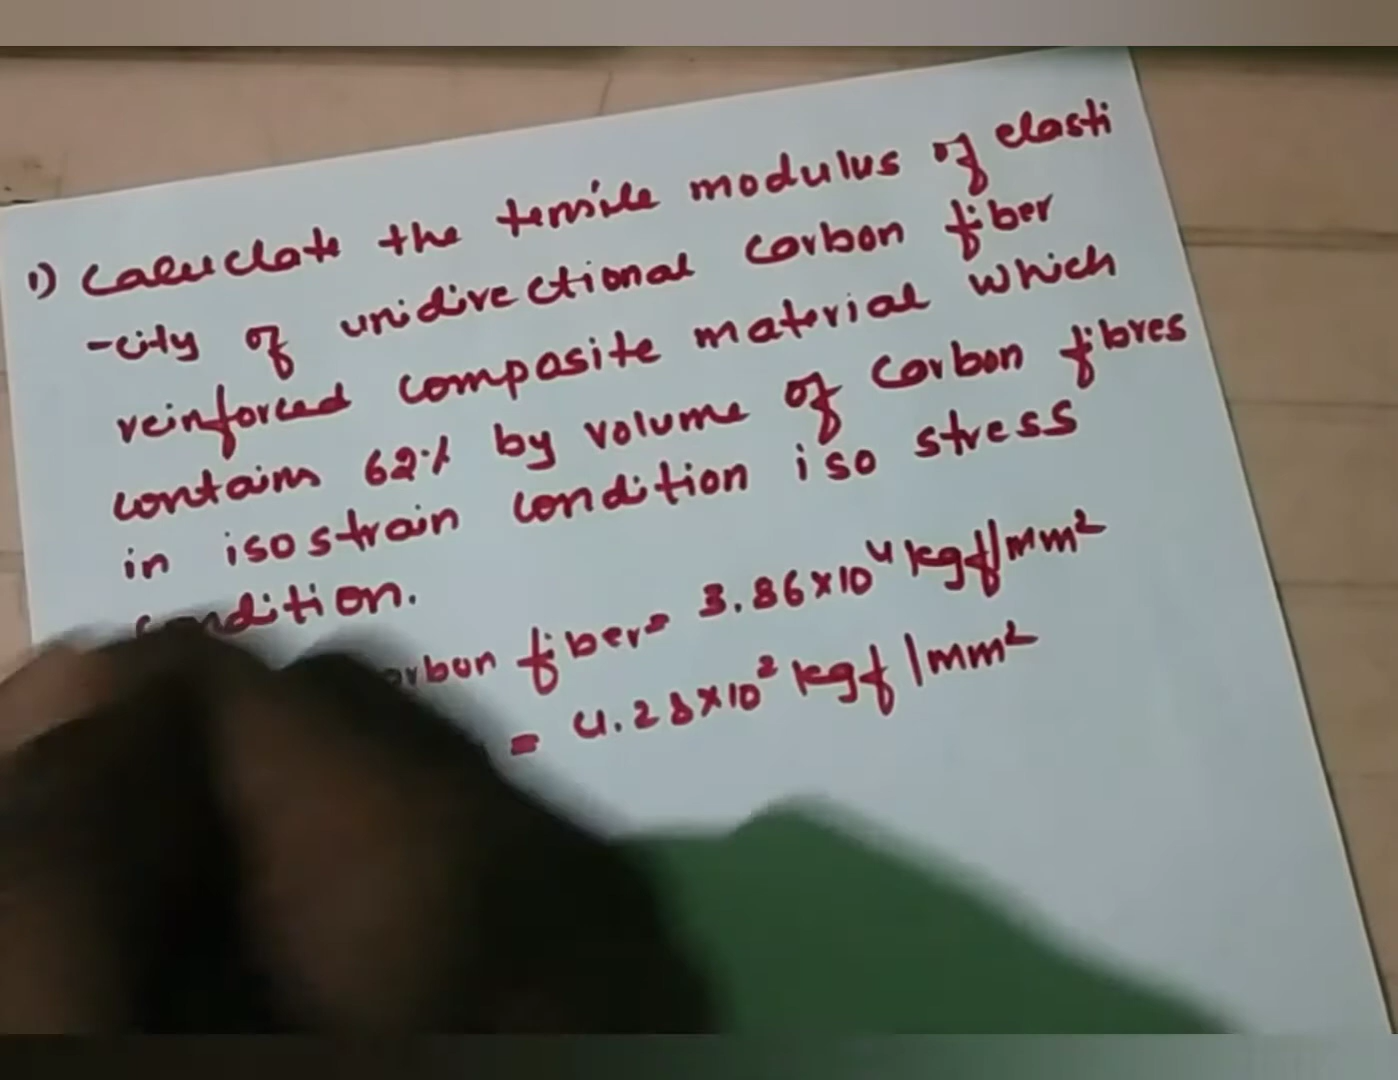 1) Caluclate the tensile modulus of elasti
-city of unidirectional carbon fiber
reinforced composite material which
contains 62% by volume of carbon fibres
in isostrain condition iso stress
condition.
carbon fiber = 3.86×10⁴ kgf/mm²
= 4.28×10² kgf/mm²